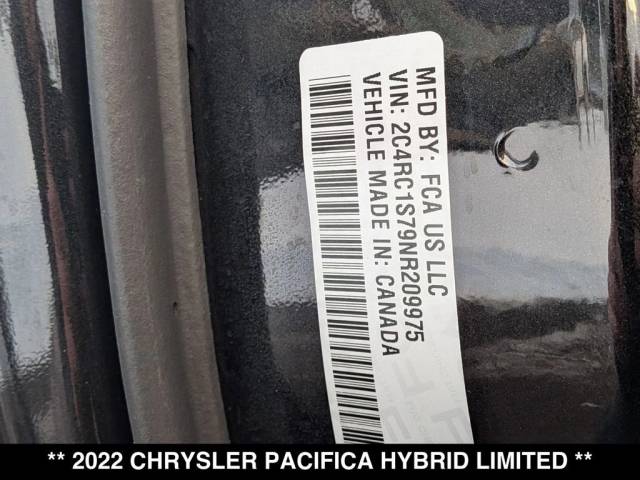 MFD BY: FCA US LLC
VIN: 2C4RC1S79NR209975
VEHICLE MADE IN: CANADA
** 2022 CHRYSLER PACIFICA HYBRID LIMITED **